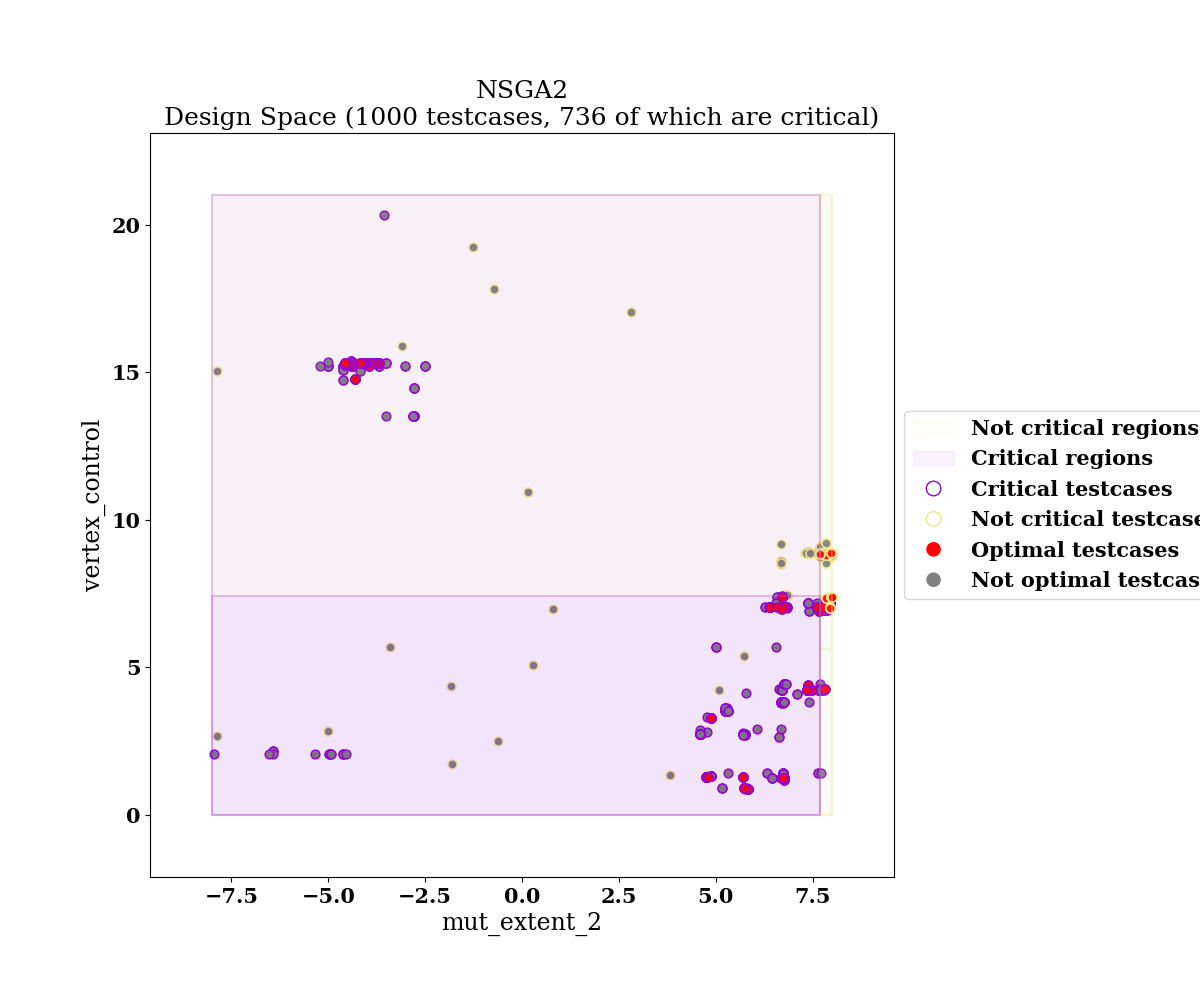 NSGA2
Design Space (1000 testcases, 736 of which are critical)
20
15
10
5
0
vertex_control
−7.5
−5.0
−2.5
0.0
2.5
5.0
7.5
mut_extent_2
Not critical regions
Critical regions
Critical testcases
Not critical testcase
Optimal testcases
Not optimal testcas